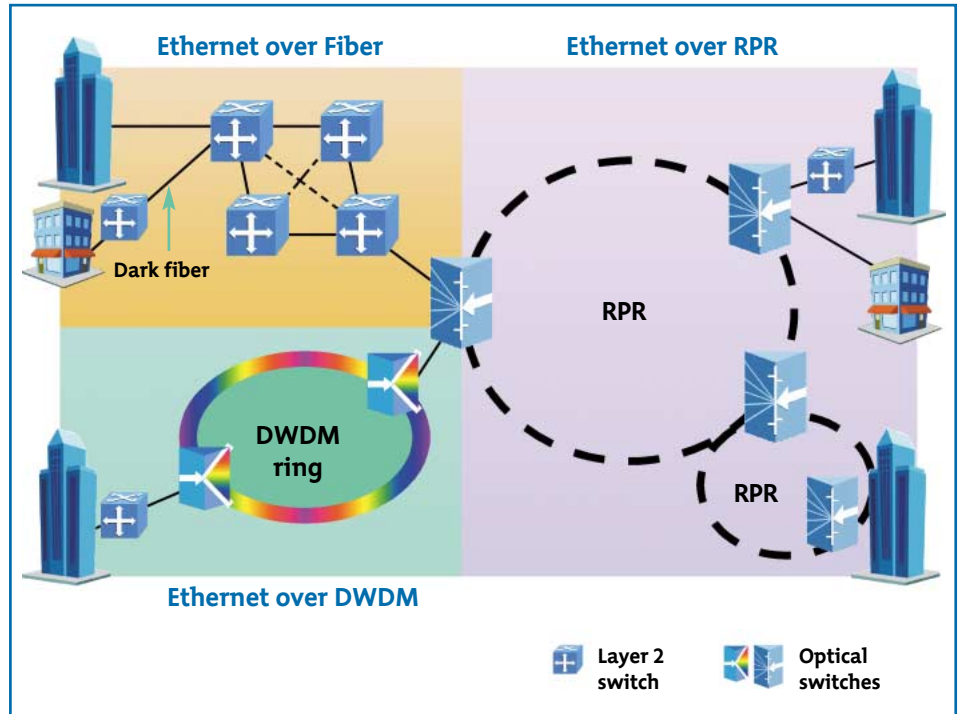 Ethernet over Fiber
Ethernet over RPR
Dark fiber
RPR
DWDM
ring
RPR
Ethernet over DWDM
Layer 2
switch
Optical
switches